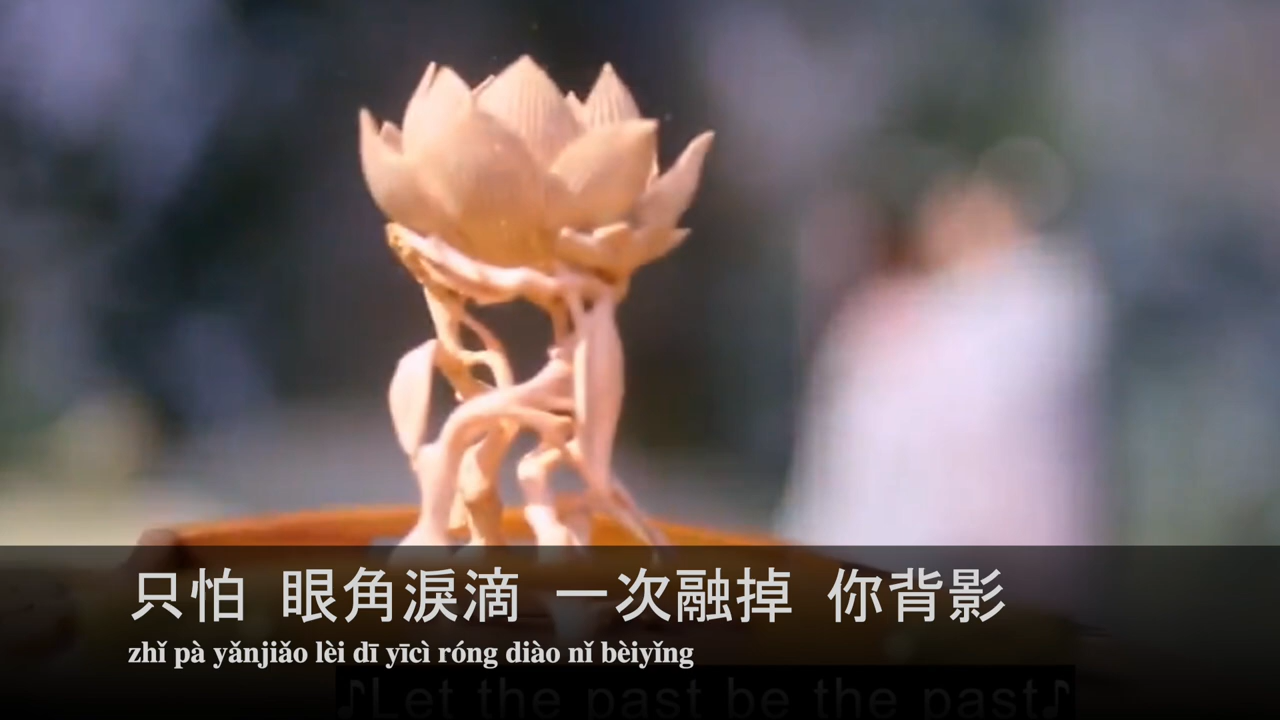 只怕 眼角淚滴 一次融掉 你背影
zhǐ pà yǎnjiǎo lèi dī yīcì róng diào nǐ bèiyǐng
♪Let the past be the past♪